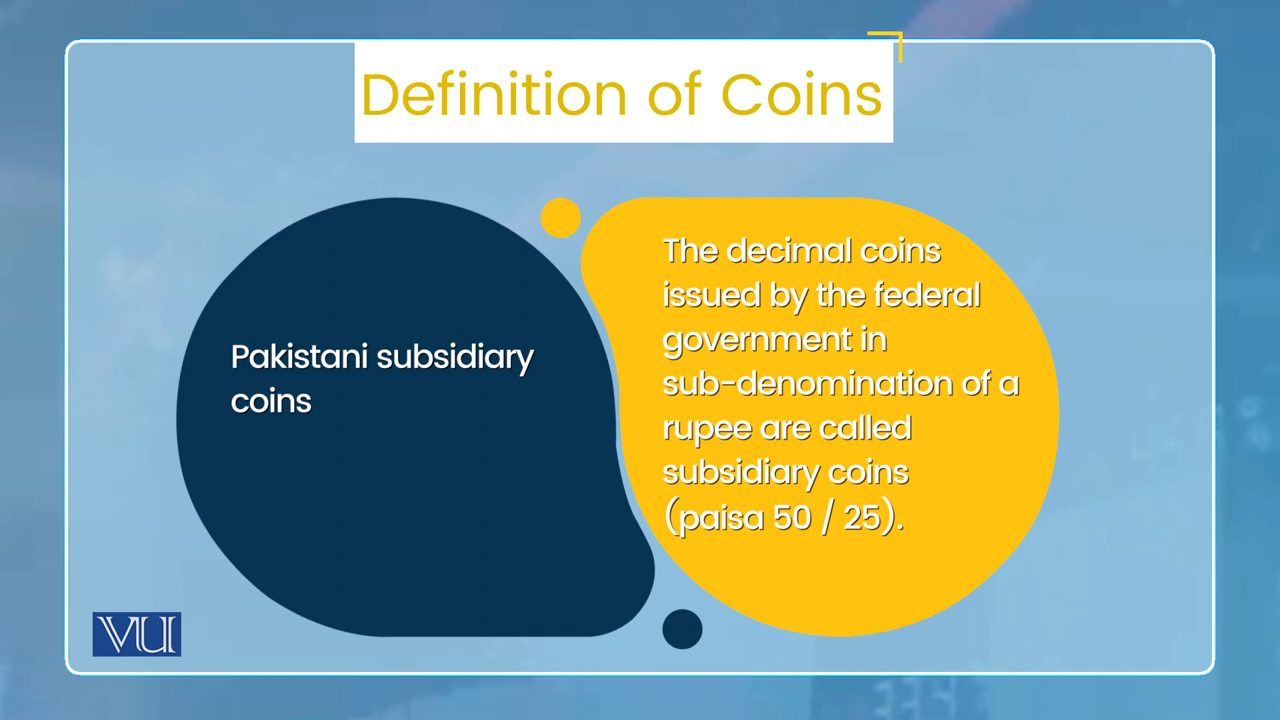 Definition of Coins
Pakistani subsidiary
coins
The decimal coins
issued by the federal
government in
sub-denomination of a
rupee are called
subsidiary coins
(paisa 50 / 25).
VU
334